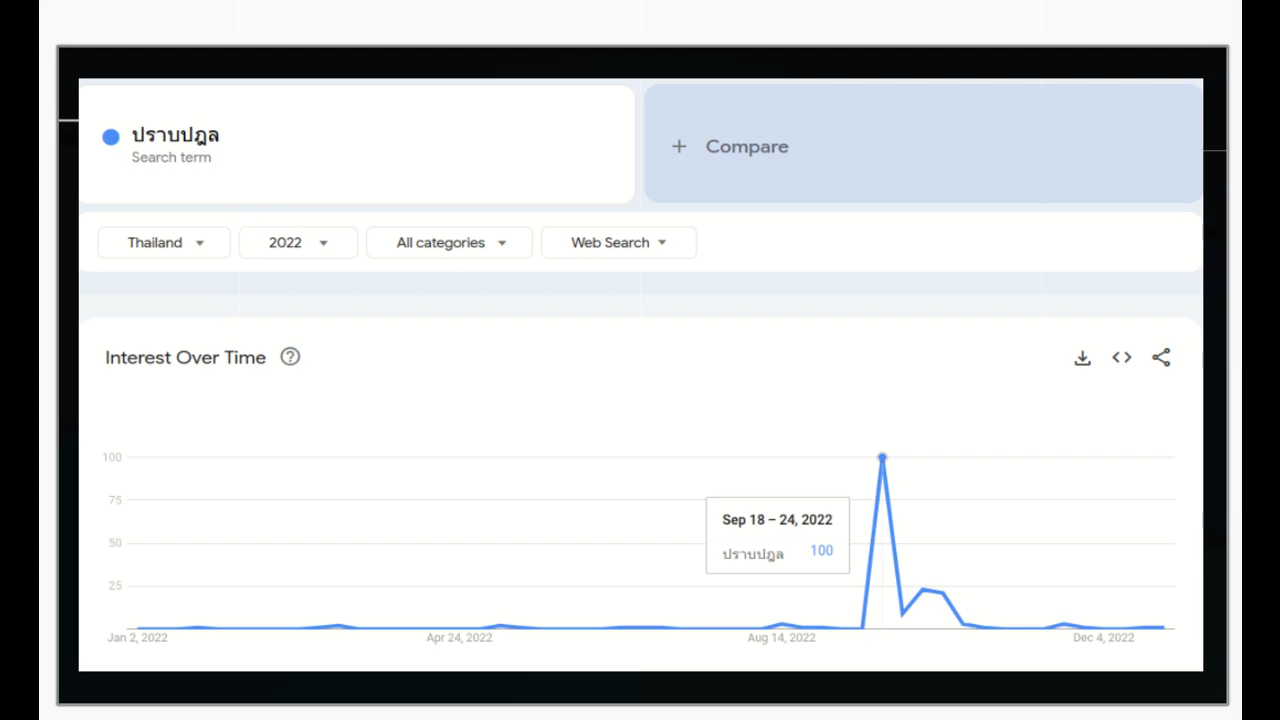 ปราบปฎล
Search term
+ Compare
Thailand
2022
All categories
Web Search
Interest Over Time
100
75
50
25
Sep 18 – 24, 2022
ปราบปฎล 100
Jan 2, 2022
Apr 24, 2022
Aug 14, 2022
Dec 4, 2022